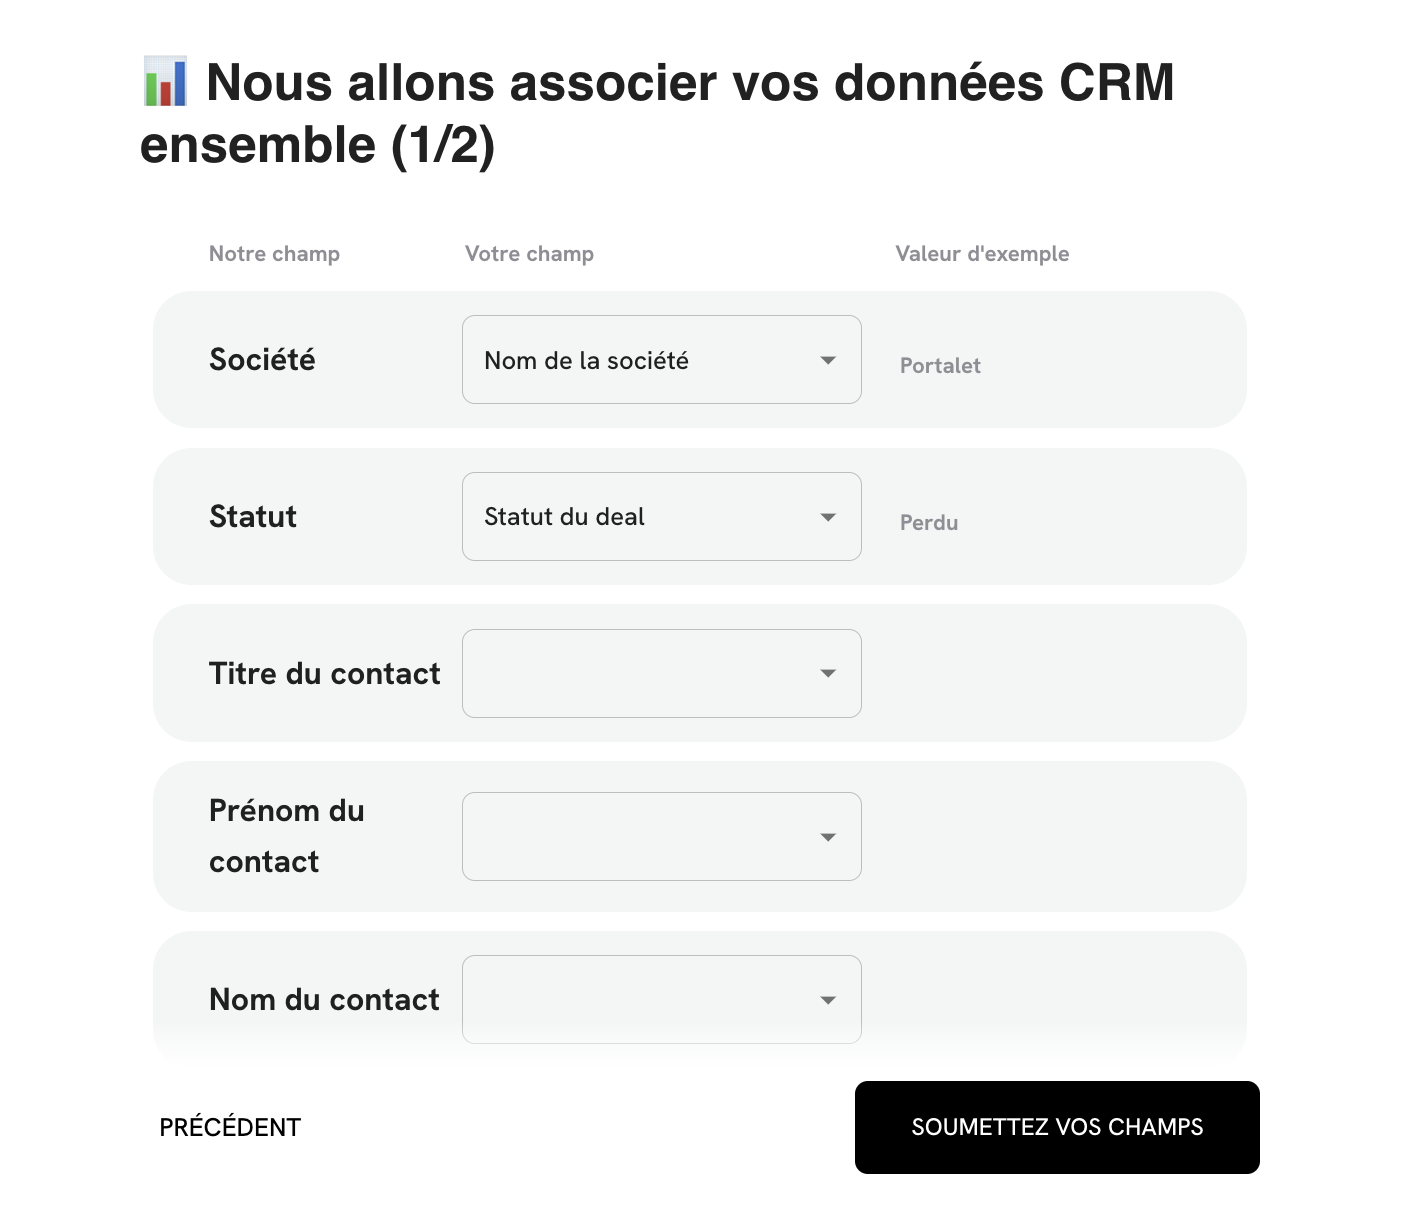 📊 Nous allons associer vos données CRM
ensemble (1/2)
Notre champ Votre champ Valeur d'exemple
Société Nom de la société Portalet
Statut Statut du deal Perdu
Titre du contact
Prénom du
contact
Nom du contact
PRÉCÉDENT SOUMETTEZ VOS CHAMPS